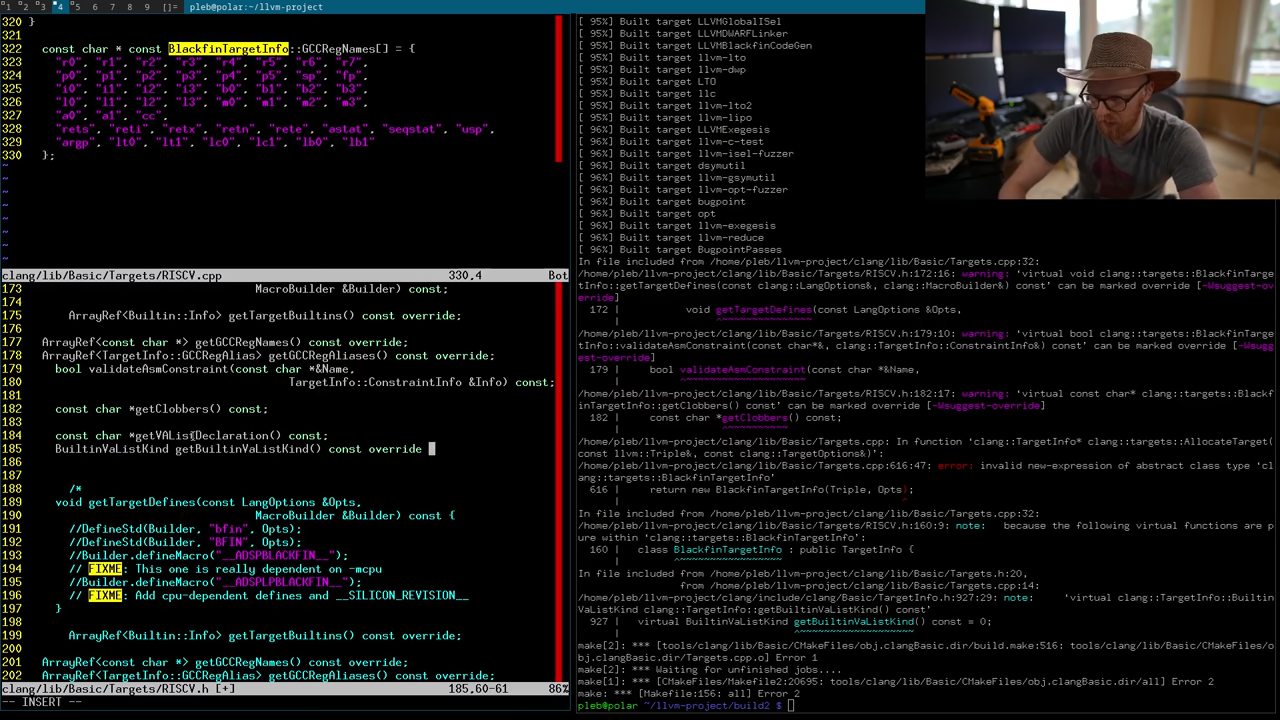 1 2 3 4 5 6 7 8 9 []= pleb@polar:~/llvm-project
320 }
322 const char * const BlackfinTargetInfo::GCCRegNames[] = {
323 "r0", "r1", "r2", "r3", "r4", "r5", "r6", "r7",
324 "p0", "p1", "p2", "p3", "p4", "p5", "sp", "fp",
325 "i0", "i1", "i2", "i3", "b0", "b1", "b2", "b3",
326 "l0", "l1", "l2", "l3", "m0", "m1", "m2", "m3",
327 "a0", "a1", "cc",
328 "rets", "reti", "retx", "retn", "rete", "astat", "seqstat", "usp",
329 "argp", "lt0", "lt1", "lc0", "lc1", "lb0", "lb1"
330 };
~
~
~
~
~
~
~
~
clang/lib/Basic/Targets/RISCV.cpp 330,4 Bot
173 MacroBuilder &Builder) const;
174
175 ArrayRef<Builtin::Info> getTargetBuiltins() const override;
176
177 ArrayRef<const char *> getGCCRegNames() const override;
178 ArrayRef<TargetInfo::GCCRegAlias> getGCCRegAliases() const override;
179 bool validateAsmConstraint(const char *&Name,
180 TargetInfo::ConstraintInfo &Info) const;
181
182 const char *getClobbers() const;
183
184 const char *getVAListDeclaration() const;
185 BuiltinVaListKind getBuiltinVaListKind() const override
186
187
188 /*
189 void getTargetDefines(const LangOptions &Opts,
190 MacroBuilder &Builder) const {
191 //DefineStd(Builder, "bfin", Opts);
192 //DefineStd(Builder, "BFIN", Opts);
193 //Builder.defineMacro("__ADSPBLACKFIN__");
194 // FIXME: This one is really dependent on -mcpu
195 //Builder.defineMacro("__ADSPLPBLACKFIN__");
196 // FIXME: Add cpu-dependent defines and __SILICON_REVISION__
197 }
198
199 ArrayRef<Builtin::Info> getTargetBuiltins() const override;
200
201 ArrayRef<const char *> getGCCRegNames() const override;
202 ArrayRef<TargetInfo::GCCRegAlias> getGCCRegAliases() const override;
clang/lib/Basic/Targets/RISCV.h [+] 185,60-61 86%
-- INSERT --
[ 95%] Built target LLVMGlobalISel
[ 95%] Built target LLVMDWARFLinker
[ 95%] Built target LLVMBlackfinCodeGen
[ 95%] Built target llvm-lto
[ 95%] Built target llvm-dwp
[ 95%] Built target LTO
[ 95%] Built target llc
[ 95%] Built target llvm-lto2
[ 95%] Built target llvm-lipo
[ 96%] Built target LLVMExegesis
[ 96%] Built target llvm-c-test
[ 96%] Built target llvm-isel-fuzzer
[ 96%] Built target dsymutil
[ 96%] Built target llvm-gsymutil
[ 96%] Built target llvm-opt-fuzzer
[ 96%] Built target bugpoint
[ 96%] Built target opt
[ 96%] Built target llvm-exegesis
[ 96%] Built target llvm-reduce
[ 96%] Built target BugpointPasses
In file included from /home/pleb/llvm-project/clang/lib/Basic/Targets.cpp:32:
/home/pleb/llvm-project/clang/lib/Basic/Targets/RISCV.h:172:16: warning: 'virtual void clang::targets::BlackfinTarge
tInfo::getTargetDefines(const clang::LangOptions&, clang::MacroBuilder&) const' can be marked override [-Wsuggest-ov
erride]
172 | void getTargetDefines(const LangOptions &Opts,
| ^~~~~~~~~~~~~~~~
/home/pleb/llvm-project/clang/lib/Basic/Targets/RISCV.h:179:10: warning: 'virtual bool clang::targets::BlackfinTarge
tInfo::validateAsmConstraint(const char*&, clang::TargetInfo::ConstraintInfo&) const' can be marked override [-Wsugg
est-override]
179 | bool validateAsmConstraint(const char *&Name,
| ^~~~~~~~~~~~~~~~~~~~~
/home/pleb/llvm-project/clang/lib/Basic/Targets/RISCV.h:182:17: warning: 'virtual const char* clang::targets::Blackf
inTargetInfo::getClobbers() const' can be marked override [-Wsuggest-override]
182 | const char *getClobbers() const;
| ^~~~~~~~~~~
/home/pleb/llvm-project/clang/lib/Basic/Targets.cpp: In function 'clang::TargetInfo* clang::targets::AllocateTarget(
const llvm::Triple&, const clang::TargetOptions&)':
/home/pleb/llvm-project/clang/lib/Basic/Targets.cpp:616:47: error: invalid new-expression of abstract class type 'cl
ang::targets::BlackfinTargetInfo'
616 | return new BlackfinTargetInfo(Triple, Opts);
| ^
In file included from /home/pleb/llvm-project/clang/lib/Basic/Targets.cpp:32:
/home/pleb/llvm-project/clang/lib/Basic/Targets/RISCV.h:160:9: note: because the following virtual functions are p
ure within 'clang::targets::BlackfinTargetInfo':
160 | class BlackfinTargetInfo : public TargetInfo {
| ^~~~~~~~~~~~~~~~~~
In file included from /home/pleb/llvm-project/clang/lib/Basic/Targets.h:20,
from /home/pleb/llvm-project/clang/lib/Basic/Targets.cpp:14:
/home/pleb/llvm-project/clang/include/clang/Basic/TargetInfo.h:927:29: note: 'virtual clang::TargetInfo::Builtin
VaListKind clang::TargetInfo::getBuiltinVaListKind() const'
927 | virtual BuiltinVaListKind getBuiltinVaListKind() const = 0;
| ^~~~~~~~~~~~~~~~~~~~
make[2]: *** [tools/clang/lib/Basic/CMakeFiles/obj.clangBasic.dir/build.make:516: tools/clang/lib/Basic/CMakeFiles/o
bj.clangBasic.dir/Targets.cpp.o] Error 1
make[2]: *** Waiting for unfinished jobs....
make[1]: *** [CMakeFiles/Makefile2:20695: tools/clang/lib/Basic/CMakeFiles/obj.clangBasic.dir/all] Error 2
make: *** [Makefile:156: all] Error 2
pleb@polar ~/llvm-project/build2 $